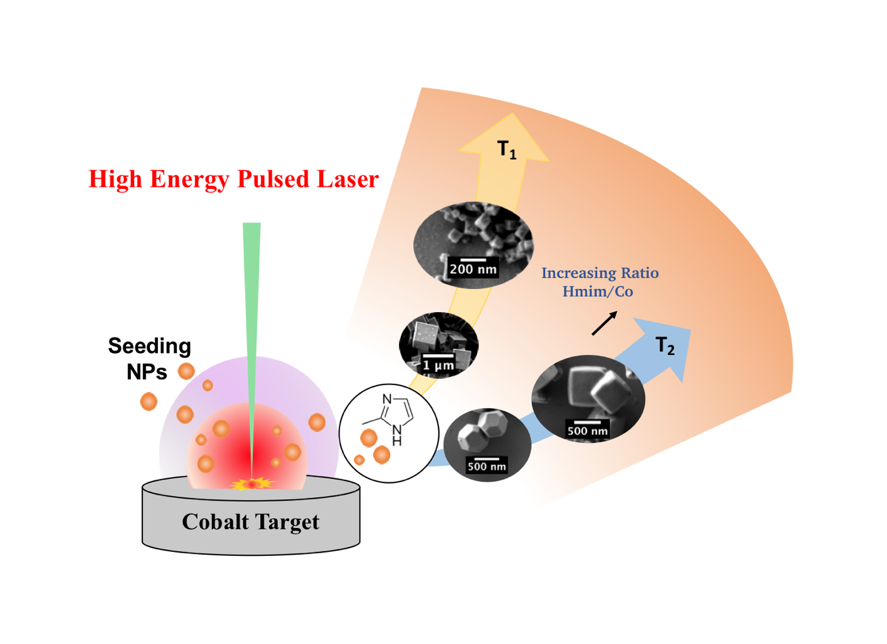 T1
High Energy Pulsed Laser
200 nm
Increasing Ratio
Hmim/Co
Seeding
NPs
1 μm
T2
N
N
H
500 nm
500 nm
Cobalt Target